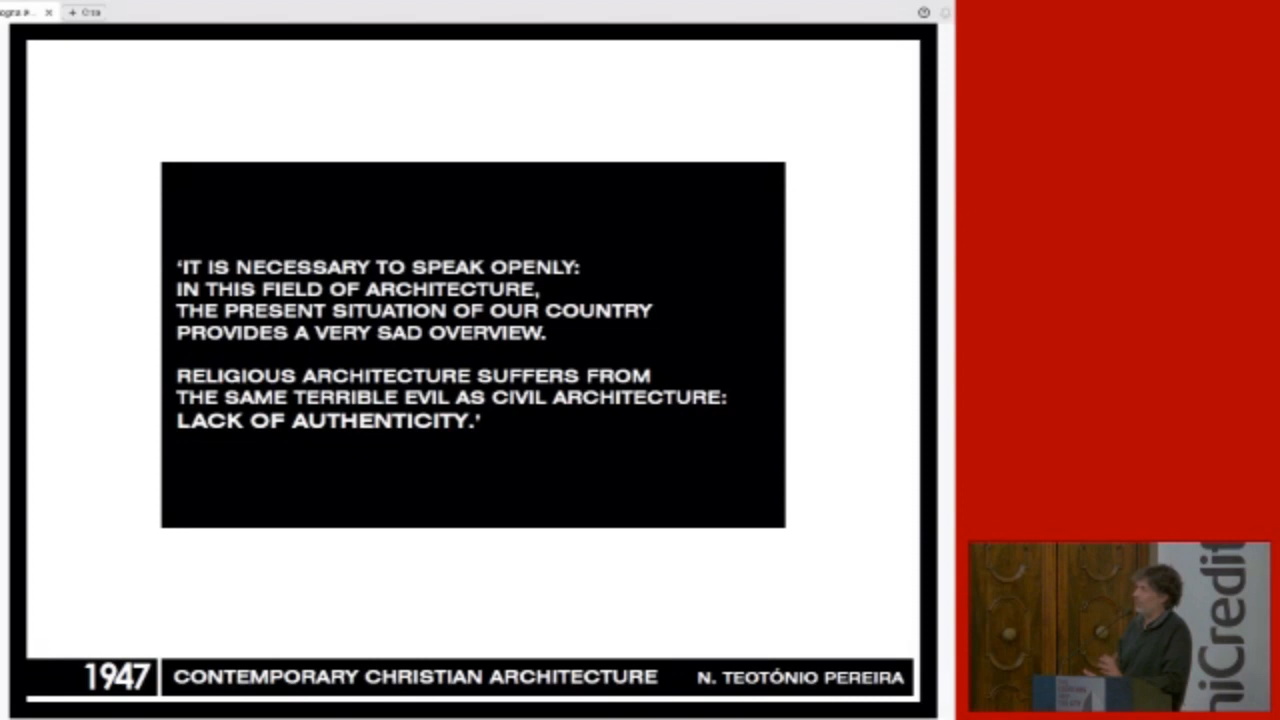 ‘IT IS NECESSARY TO SPEAK OPENLY:
IN THIS FIELD OF ARCHITECTURE,
THE PRESENT SITUATION OF OUR COUNTRY
PROVIDES A VERY SAD OVERVIEW.
RELIGIOUS ARCHITECTURE SUFFERS FROM
THE SAME TERRIBLE EVIL AS CIVIL ARCHITECTURE:
LACK OF AUTHENTICITY.’
1947 CONTEMPORARY CHRISTIAN ARCHITECTURE N. TEOTÓNIO PEREIRA
niCredit